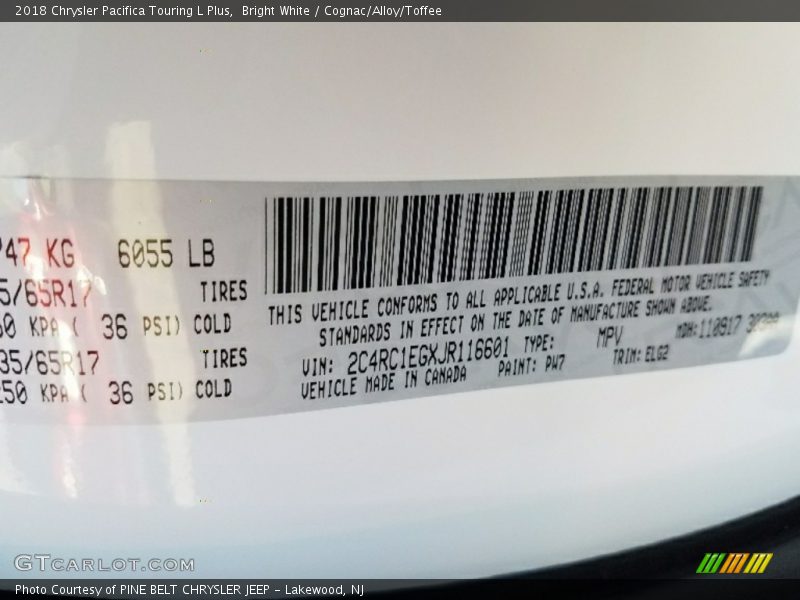 2018 Chrysler Pacifica Touring L Plus,  Bright White / Cognac/Alloy/Toffee
747 KG 6055 LB
5/65R17 TIRES
50 KPA ( 36 PSI) COLD
35/65R17 TIRES
250 KPA ( 36 PSI) COLD
THIS VEHICLE CONFORMS TO ALL APPLICABLE U.S.A. FEDERAL MOTOR VEHICLE SAFETY
STANDARDS IN EFFECT ON THE DATE OF MANUFACTURE SHOWN ABOVE.
VIN: 2C4RC1EGXJR116601 TYPE: MPV MDH:110917
VEHICLE MADE IN CANADA PAINT: PW7 TRIM: ELG2
GTCARLOT.COM
Photo Courtesy of PINE BELT CHRYSLER JEEP - Lakewood, NJ